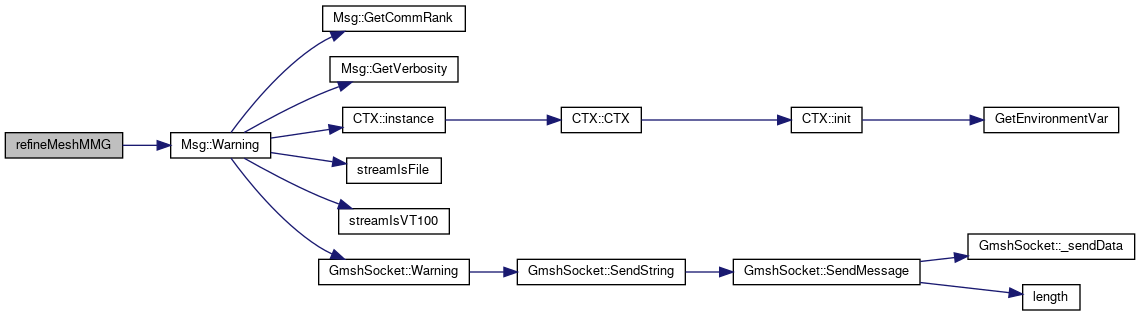 Msg::GetCommRank
Msg::GetVerbosity
CTX::instance
CTX::CTX
CTX::init
GetEnvironmentVar
refineMeshMMG
Msg::Warning
streamIsFile
streamIsVT100
GmshSocket::_sendData
GmshSocket::Warning
GmshSocket::SendString
GmshSocket::SendMessage
length